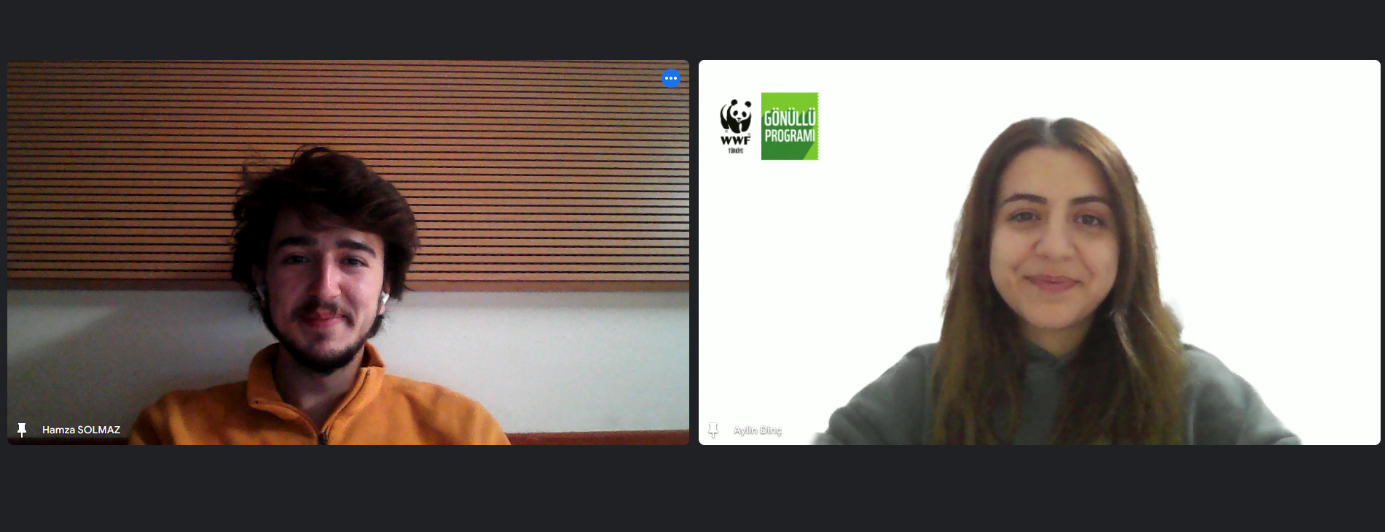 WWF
TÜRKİYE
GÖNÜLLÜ
PROGRAMI
Hamza SOLMAZ
Aylin Dinç